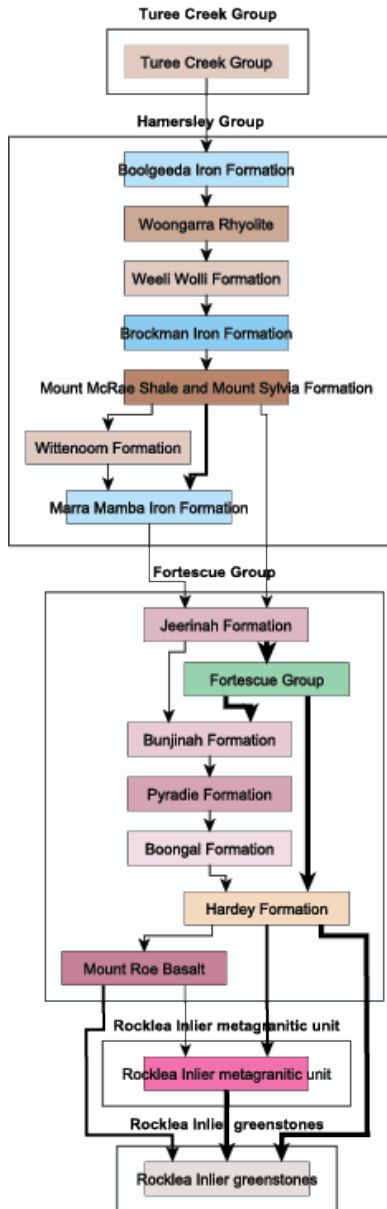 Turee Creek Group
Turee Creek Group
Hamersley Group
Boolgeeda Iron Formation
Woongarra Rhyolite
Weeli Wolli Formation
Brockman Iron Formation
Mount McRae Shale and Mount Sylvia Formation
Wittenoom Formation
Marra Mamba Iron Formation
Fortescue Group
Jeerinah Formation
Fortescue Group
Bunjinah Formation
Pyradie Formation
Boongal Formation
Hardey Formation
Mount Roe Basalt
Rocklea Inlier metagranitic unit
Rocklea Inlier metagranitic unit
Rocklea Inlier greenstones
Rocklea Inlier greenstones